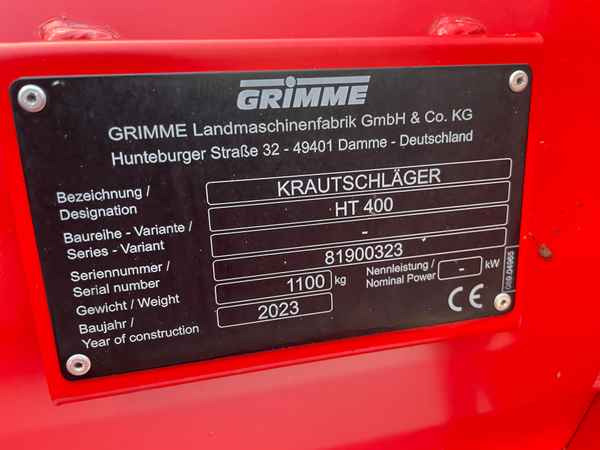 GRIMME
GRIMME Landmaschinenfabrik GmbH & Co. KG
Hunteburger Straße 32 - 49401 Damme - Deutschland
Bezeichnung / Designation KRAUTSCHLÄGER
HT 400
Baureihe - Variante / Series - Variant -
Seriennummer / Serial number 81900323
Gewicht / Weight 1100 kg
Nennleistung / Nominal Power - kW
Baujahr / Year of construction 2023
CE
089.04965